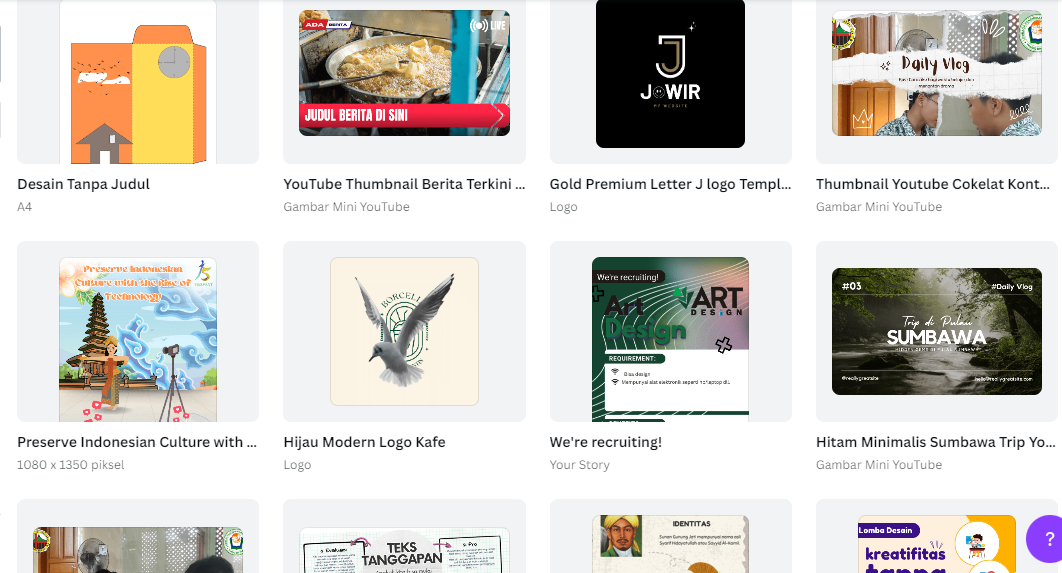 ADA BERITA
LIVE
JUDUL BERITA DI SINI
J
JOWIR
MY WEBSITE
Daily Vlog
Desain Tanpa Judul
A4
YouTube Thumbnail Berita Terkini ...
Gambar Mini YouTube
Gold Premium Letter J logo Templ...
Logo
Thumbnail Youtube Cokelat Kont...
Gambar Mini YouTube
Preserve Indonesian
Culture with the rise of
Technology
BORCELI
We're recruiting!
Art
Design
ART
DESIGN
REQUIREMENT:
Bisa design
Mempunyai alat elektronik seperti hp/laptop dll.
#03
#Daily Vlog
Trip di Pulau
SUMBAWA
@reallygreatsite
hello@reallygreatsite.com
Preserve Indonesian Culture with ...
1080 x 1350 piksel
Hijau Modern Logo Kafe
Logo
We're recruiting!
Your Story
Hitam Minimalis Sumbawa Trip Yo...
Gambar Mini YouTube
TEKS
TANGGAPAN
IDENTITAS
Lomba Desain
kreatifitas
?